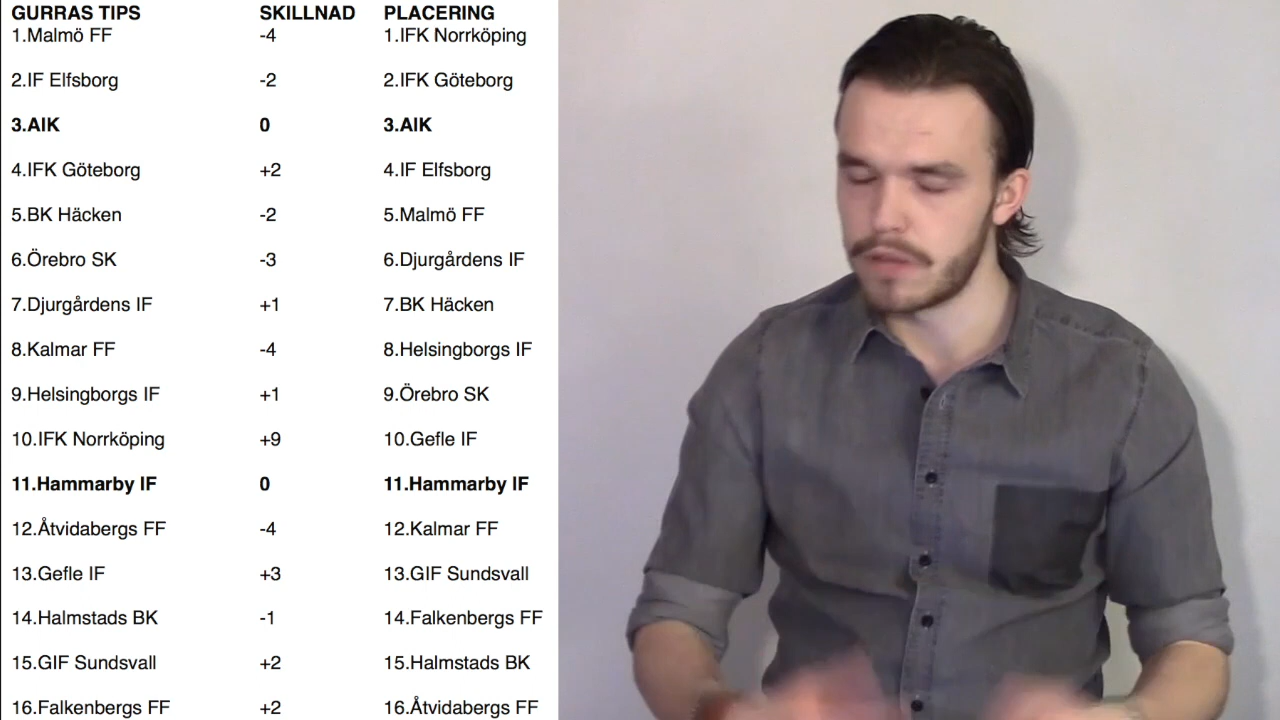 GURRAS TIPS SKILLNAD PLACERING
1.Malmö FF -4 1.IFK Norrköping
2.IF Elfsborg -2 2.IFK Göteborg
3.AIK 0 3.AIK
4.IFK Göteborg +2 4.IF Elfsborg
5.BK Häcken -2 5.Malmö FF
6.Örebro SK -3 6.Djurgårdens IF
7.Djurgårdens IF +1 7.BK Häcken
8.Kalmar FF -4 8.Helsingborgs IF
9.Helsingborgs IF +1 9.Örebro SK
10.IFK Norrköping +9 10.Gefle IF
11.Hammarby IF 0 11.Hammarby IF
12.Åtvidabergs FF -4 12.Kalmar FF
13.Gefle IF +3 13.GIF Sundsvall
14.Halmstads BK -1 14.Falkenbergs FF
15.GIF Sundsvall +2 15.Halmstads BK
16.Falkenbergs FF +2 16.Åtvidabergs FF